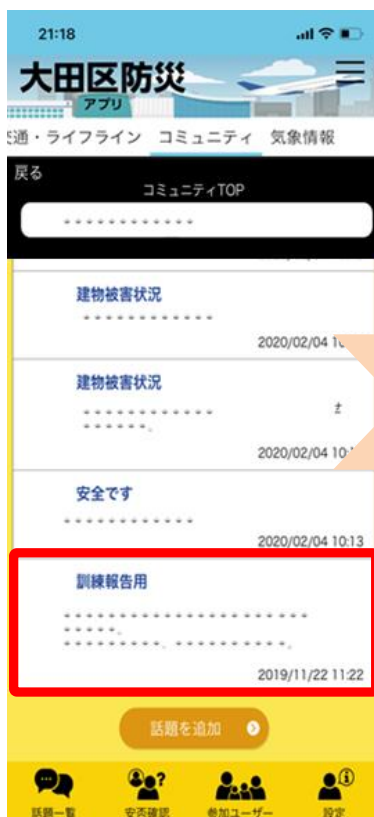 21:18
大田区防災
アプリ
交通・ライフライン コミュニティ 気象情報
戻る
コミュニティTOP
建物被害状況
2020/02/04
建物被害状況
2020/02/04
安全です
2020/02/04 10:13
訓練報告用
2019/11/22 11:22
話題を追加
話題一覧 安否確認 参加ユーザー 設定